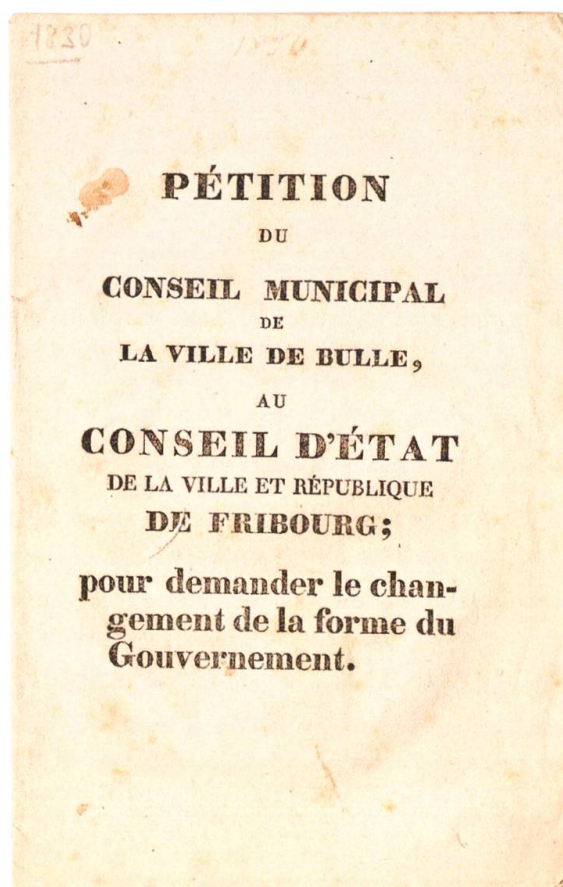 1830
1830
PÉTITION
DU
CONSEIL MUNICIPAL
DE
LA VILLE DE BULLE,
AU
CONSEIL D'ÉTAT
DE LA VILLE ET RÉPUBLIQUE
DE FRIBOURG;
pour demander le chan-
gement de la forme du
Gouvernement.